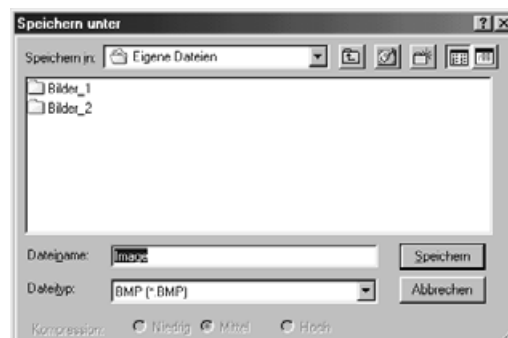 Speichern unter
Speichern in: Eigene Dateien
Bilder_1
Bilder_2
Dateiname: Image Speichern
Dateityp: BMP (*.BMP) Abbrechen
Kompression: Niedrig Mittel Hoch